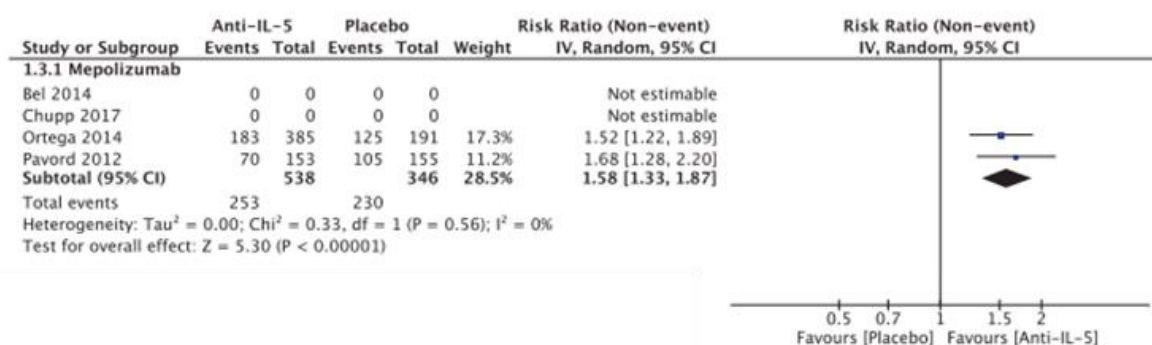 Anti-IL-5 Placebo Risk Ratio (Non-event) Risk Ratio (Non-event)
Study or Subgroup Events Total Events Total Weight IV, Random, 95% CI IV, Random, 95% CI
1.3.1 Mepolizumab
Bel 2014 0 0 0 0 Not estimable
Chupp 2017 0 0 0 0 Not estimable
Ortega 2014 183 385 125 191 17.3% 1.52 [1.22, 1.89]
Pavord 2012 70 153 105 155 11.2% 1.68 [1.28, 2.20]
Subtotal (95% CI) 538 346 28.5% 1.58 [1.33, 1.87]
Total events 253 230
Heterogeneity: Tau² = 0.00; Chi² = 0.33, df = 1 (P = 0.56); I² = 0%
Test for overall effect: Z = 5.30 (P < 0.00001)
0.5 0.7 1 1.5 2
Favours [Placebo] Favours [Anti-IL-5]